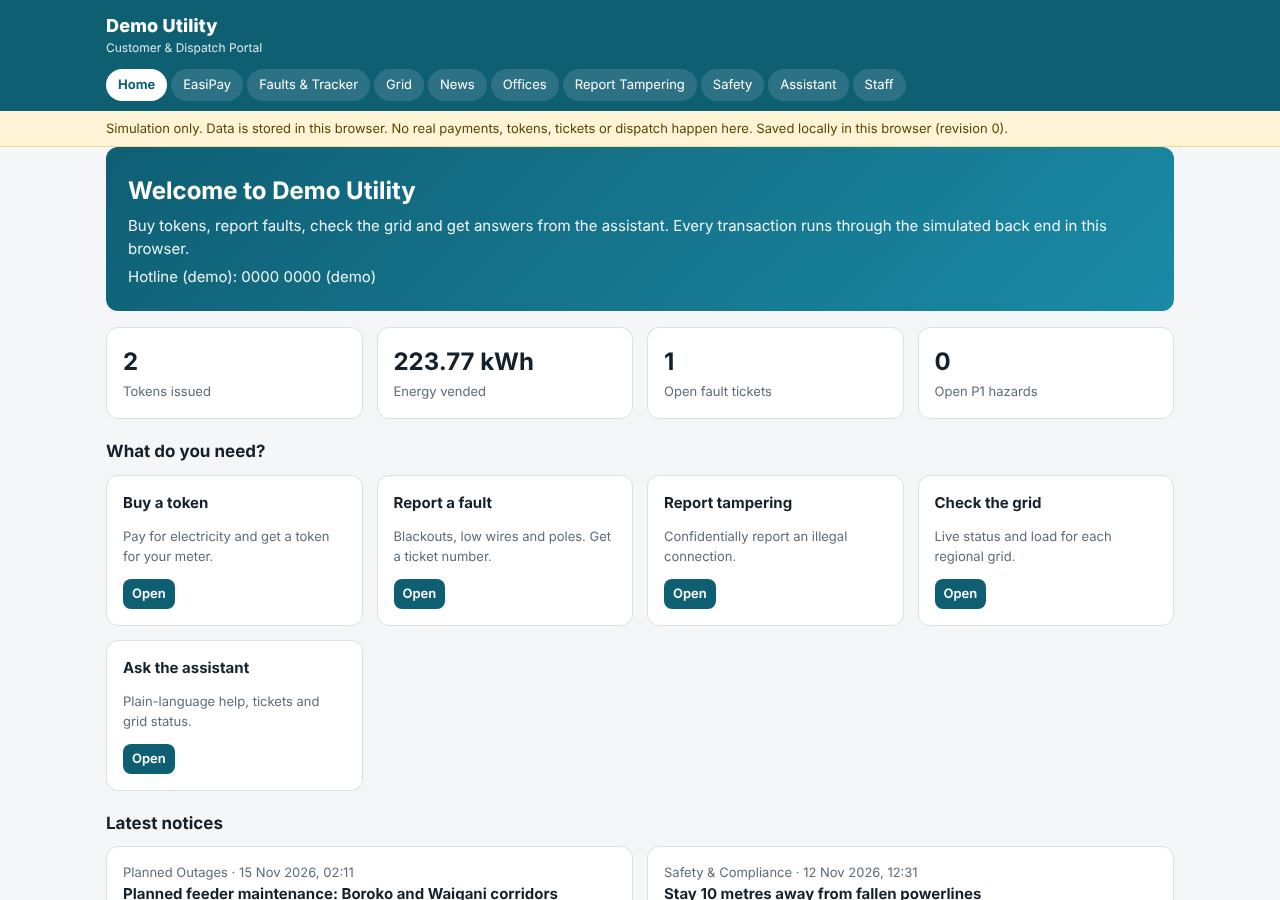 Demo Utility
Customer & Dispatch Portal
Home EasiPay Faults & Tracker Grid News Offices Report Tampering Safety Assistant Staff
Simulation only. Data is stored in this browser. No real payments, tokens, tickets or dispatch happen here. Saved locally in this browser (revision 0).
Welcome to Demo Utility
Buy tokens, report faults, check the grid and get answers from the assistant. Every transaction runs through the simulated back end in this
browser.
Hotline (demo): 0000 0000 (demo)
2
Tokens issued
223.77 kWh
Energy vended
1
Open fault tickets
0
Open P1 hazards
What do you need?
Buy a token
Pay for electricity and get a token
for your meter.
Open
Report a fault
Blackouts, low wires and poles. Get
a ticket number.
Open
Report tampering
Confidentially report an illegal
connection.
Open
Check the grid
Live status and load for each
regional grid.
Open
Ask the assistant
Plain-language help, tickets and
grid status.
Open
Latest notices
Planned Outages · 15 Nov 2026, 02:11
Planned feeder maintenance: Boroko and Waigani corridors
Safety & Compliance · 12 Nov 2026, 12:31
Stay 10 metres away from fallen powerlines